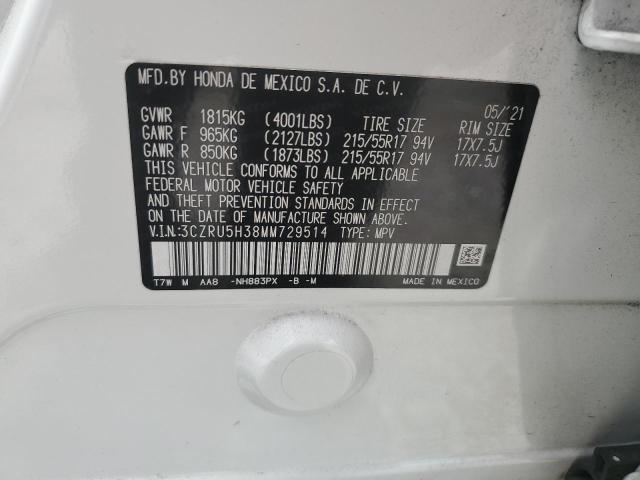 MFD.BY HONDA DE MEXICO S.A. DE C.V.
05/'21
GVWR 1815KG (4001LBS) TIRE SIZE RIM SIZE
GAWR F 965KG (2127LBS) 215/55R17 94V 17X7.5J
GAWR R 850KG (1873LBS) 215/55R17 94V 17X7.5J
THIS VEHICLE CONFORMS TO ALL APPLICABLE
FEDERAL MOTOR VEHICLE SAFETY
STANDARDS IN EFFECT ON THE
DATE OF MANUFACTURE SHOWN ABOVE.
V.I.N:3CZRU5H38MM729514 TYPE: MPV
T7W M AA8 -NH883PX -B -M MADE IN MEXICO